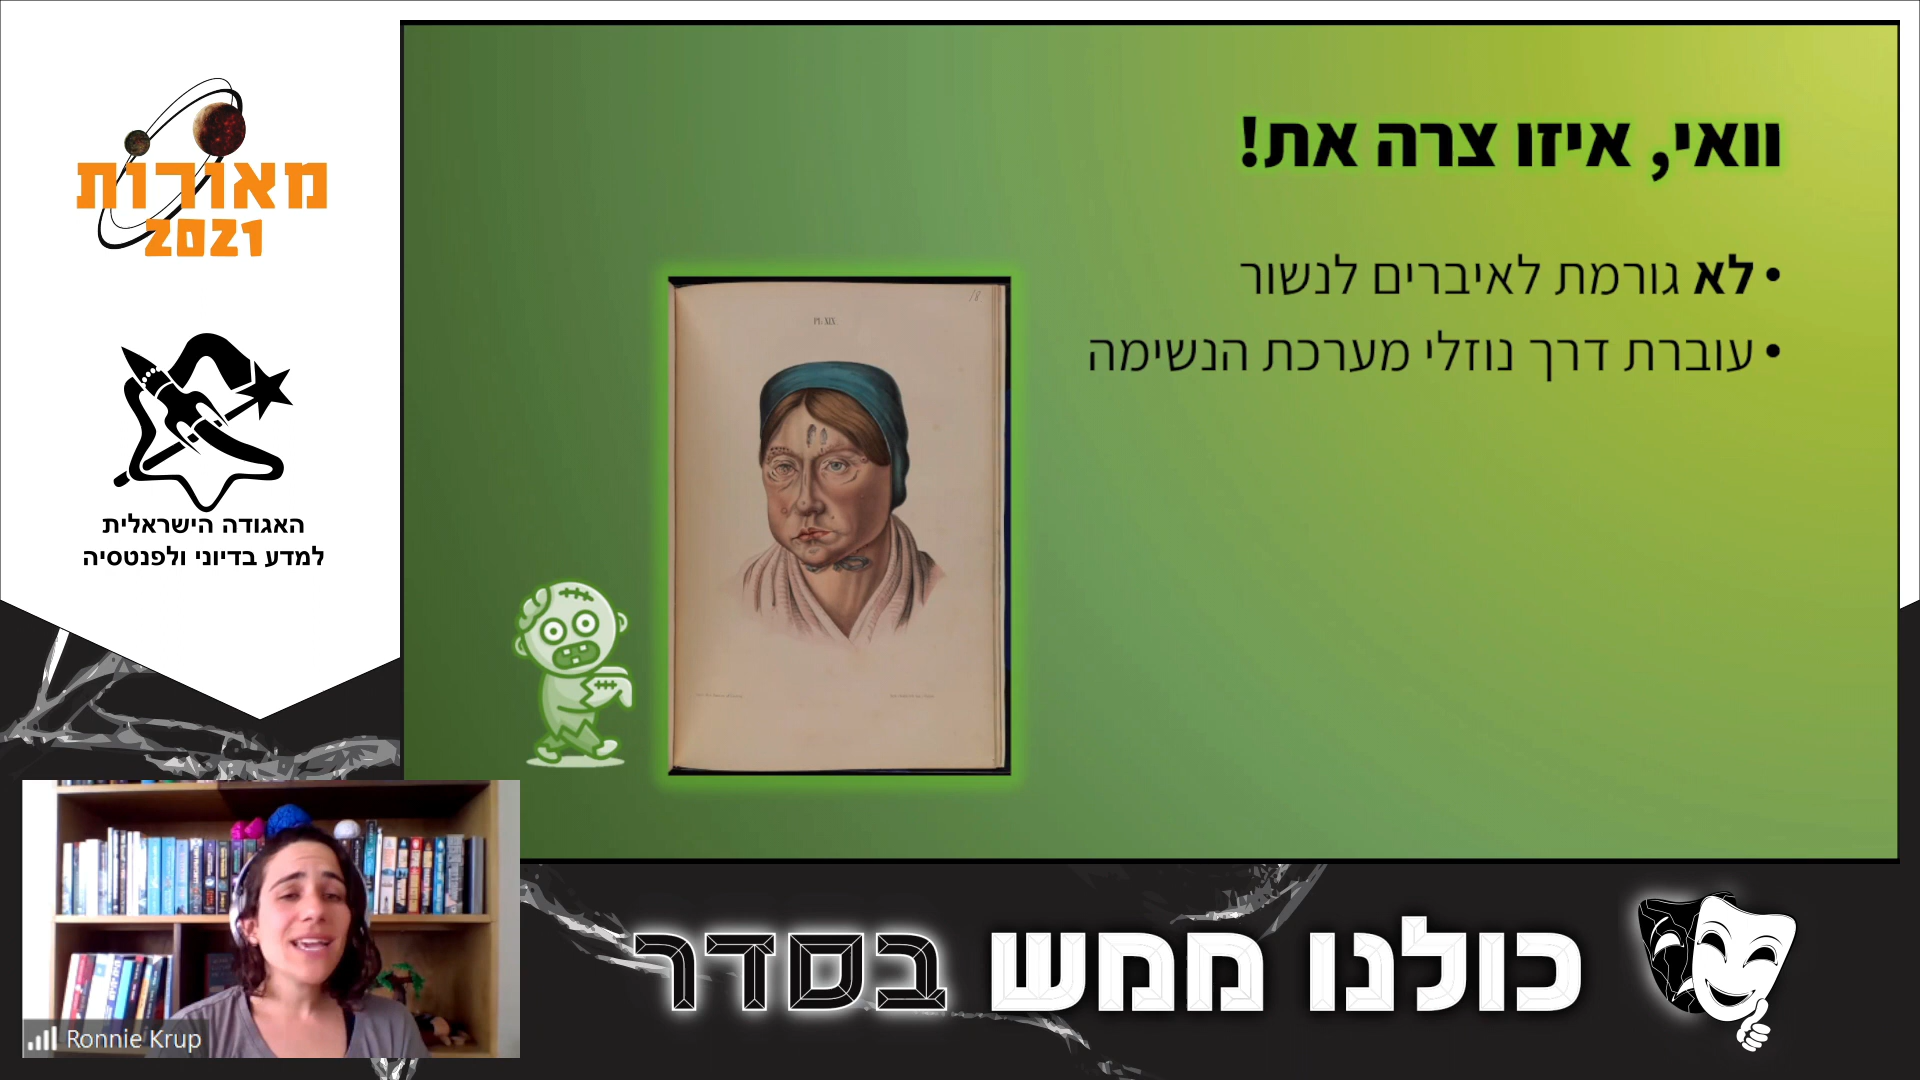 מאורות
2021
האגודה הישראלית
למדע בדיוני ולפנטסיה
וואי, איזו צרה את!
• לא גורמת לאיברים לנשור
• עוברת דרך נוזלי מערכת הנשימה
18
Pl. XIX.
Ronnie Krup
כולנו ממש בסדר